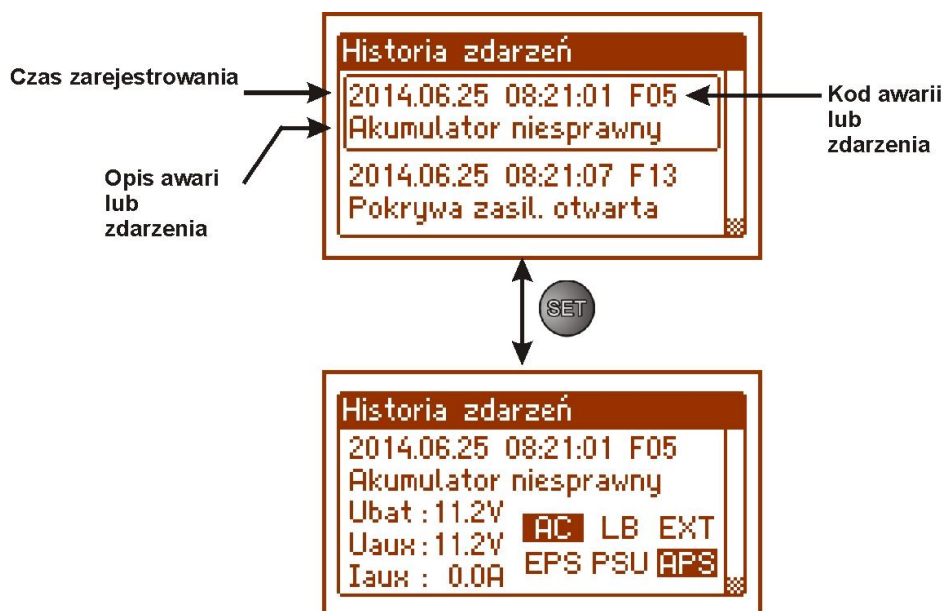 Historia zdarzeń
Czas zarejestrowania
2014.06.25 08:21:01 F05
Akumulator niesprawny
Kod awarii
lub
zdarzenia
Opis awari
lub
zdarzenia
2014.06.25 08:21:07 F13
Pokrywa zasil. otwarta
SET
Historia zdarzeń
2014.06.25 08:21:01 F05
Akumulator niesprawny
Ubat : 11.2V
Uaux : 11.2V
Iaux : 0.0A
AC LB EXT
EPS PSU APS